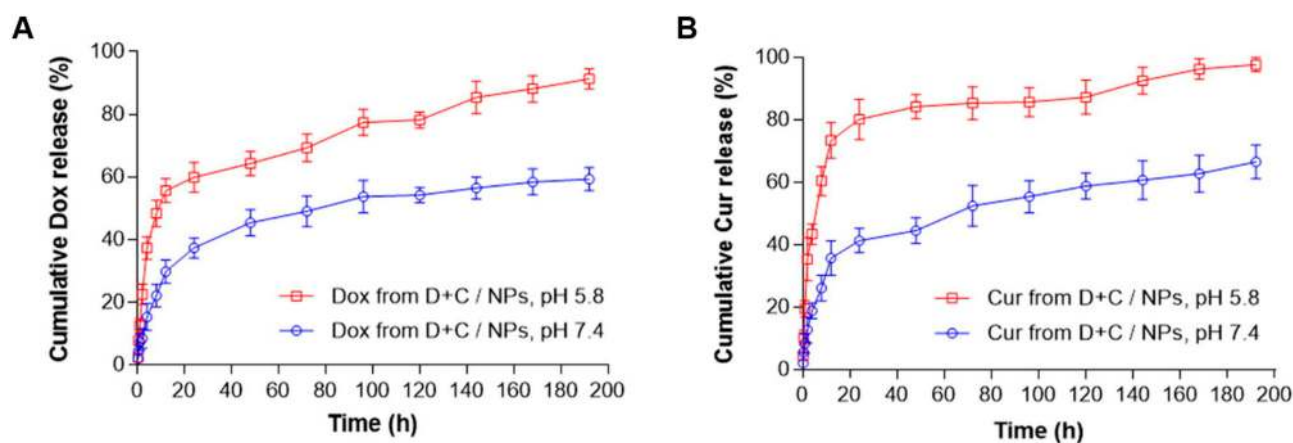 A
Cumulative Dox release (%)
100
80
60
40
20
0
Dox from D+C / NPs, pH 5.8
Dox from D+C / NPs, pH 7.4
0 20 40 60 80 100 120 140 160 180 200
Time (h)
B
Cumulative Cur release (%)
100
80
60
40
20
0
Cur from D+C / NPs, pH 5.8
Cur from D+C / NPs, pH 7.4
0 20 40 60 80 100 120 140 160 180 200
Time (h)